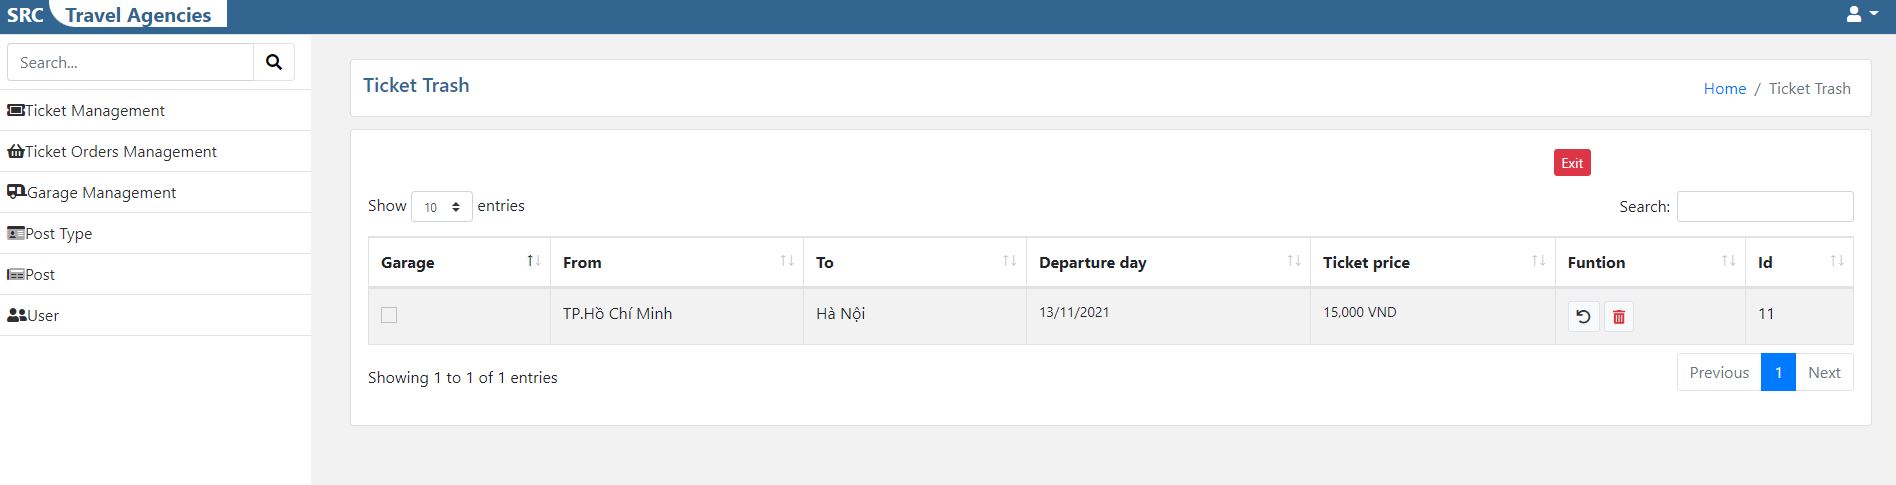 SRC Travel Agencies
Search...
Ticket Management
Ticket Orders Management
Garage Management
Post Type
Post
User
Ticket Trash
Home / Ticket Trash
Exit
Show 10 entries
Search:
Garage From To Departure day Ticket price Funtion Id
TP.Hồ Chí Minh Hà Nội 13/11/2021 15,000 VND 11
Showing 1 to 1 of 1 entries
Previous 1 Next